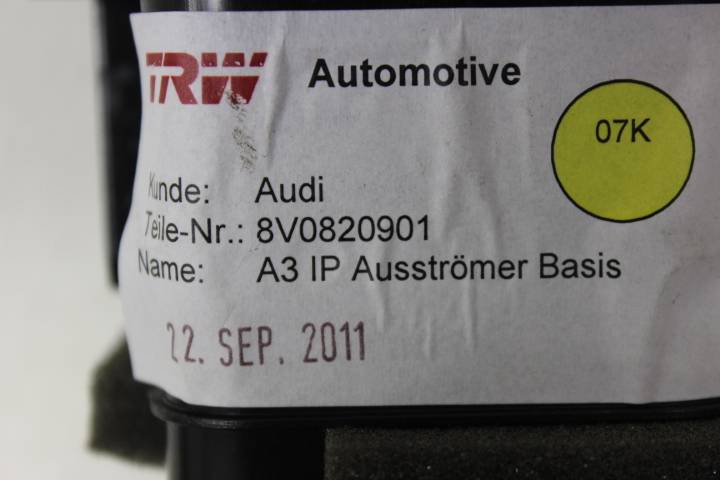 TRW Automotive
07K
Kunde: Audi
Teile-Nr.: 8V0820901
Name: A3 IP Ausströmer Basis
22. SEP. 2011